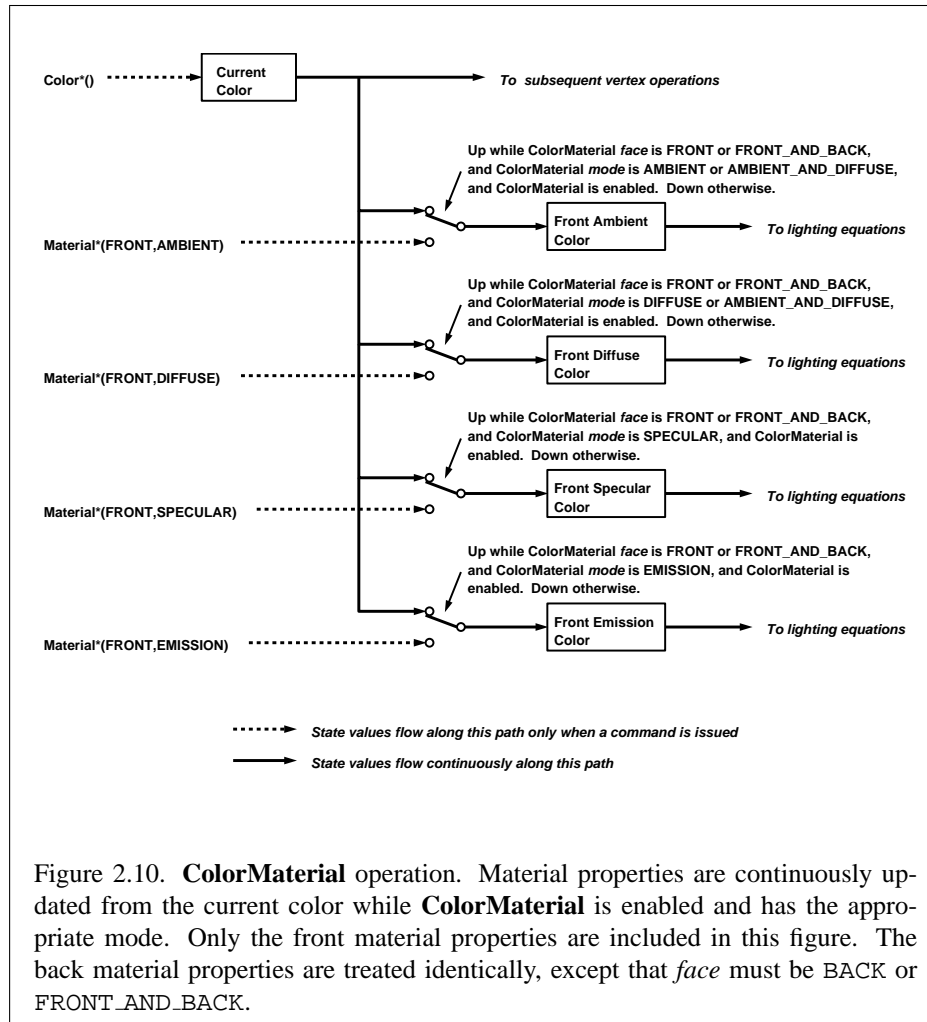 Color*()
Current
Color
To subsequent vertex operations
Up while ColorMaterial face is FRONT or FRONT_AND_BACK,
and ColorMaterial mode is AMBIENT or AMBIENT_AND_DIFFUSE,
and ColorMaterial is enabled. Down otherwise.
Material*(FRONT,AMBIENT)
Front Ambient
Color
To lighting equations
Up while ColorMaterial face is FRONT or FRONT_AND_BACK,
and ColorMaterial mode is DIFFUSE or AMBIENT_AND_DIFFUSE,
and ColorMaterial is enabled. Down otherwise.
Material*(FRONT,DIFFUSE)
Front Diffuse
Color
To lighting equations
Up while ColorMaterial face is FRONT or FRONT_AND_BACK,
and ColorMaterial mode is SPECULAR, and ColorMaterial is
enabled. Down otherwise.
Material*(FRONT,SPECULAR)
Front Specular
Color
To lighting equations
Up while ColorMaterial face is FRONT or FRONT_AND_BACK,
and ColorMaterial mode is EMISSION, and ColorMaterial is
enabled. Down otherwise.
Material*(FRONT,EMISSION)
Front Emission
Color
To lighting equations
State values flow along this path only when a command is issued
State values flow continuously along this path
Figure 2.10. ColorMaterial operation. Material properties are continuously up-
dated from the current color while ColorMaterial is enabled and has the appro-
priate mode. Only the front material properties are included in this figure. The
back material properties are treated identically, except that face must be BACK or
FRONT_AND_BACK.